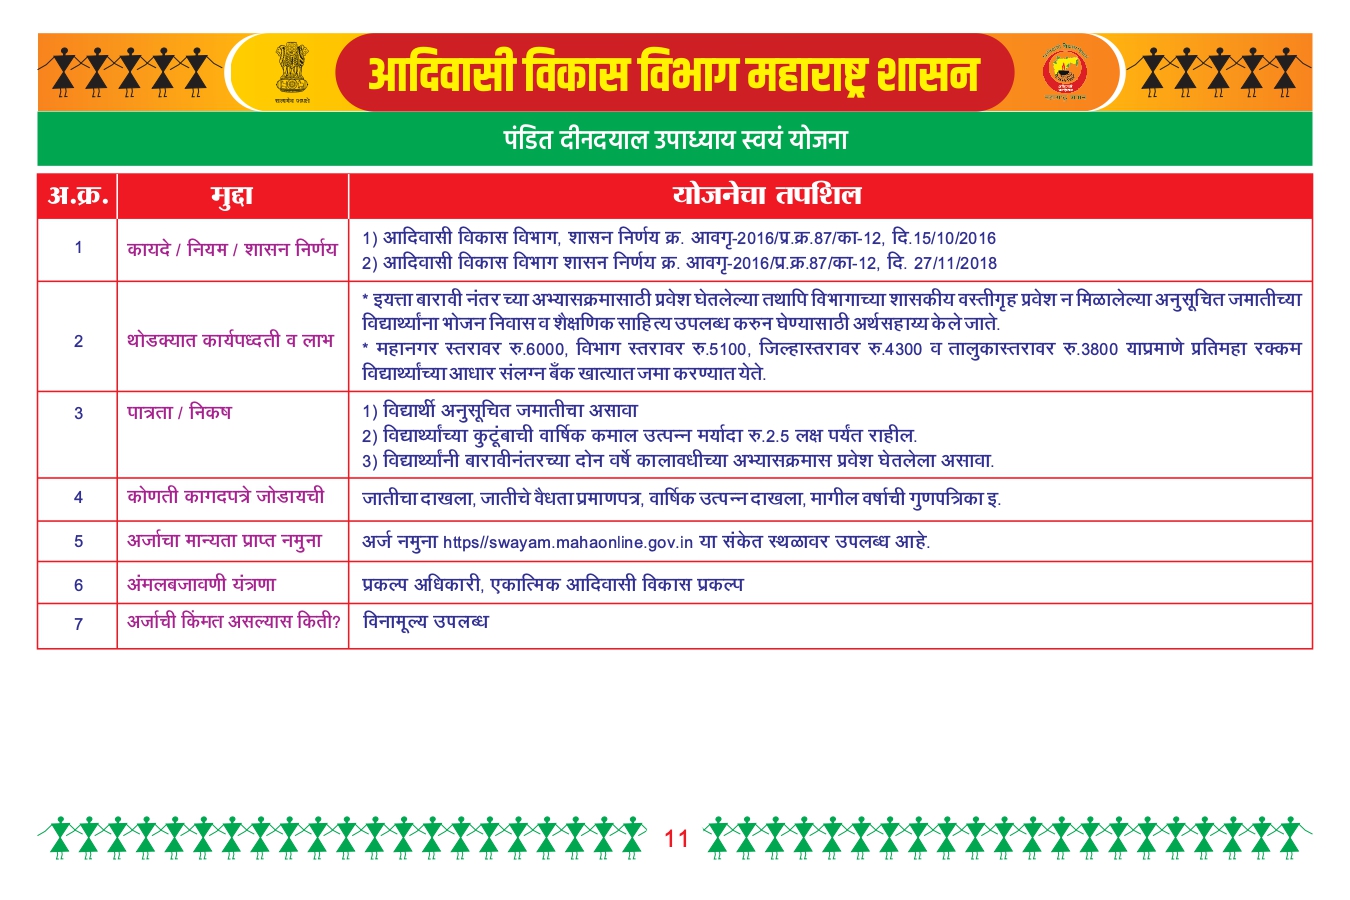 आदिवासी विकास विभाग महाराष्ट्र शासन
सत्यमेव जयते
पंडित दीनदयाल उपाध्याय स्वयं योजना
अ.क्र. मुद्दा योजनेचा तपशिल
1 कायदे / नियम / शासन निर्णय
1) आदिवासी विकास विभाग, शासन निर्णय क्र. आवगृ-2016/प्र.क्र.87/का-12, दि.15/10/2016
2) आदिवासी विकास विभाग शासन निर्णय क्र. आवगृ-2016/प्र.क्र.87/का-12, दि. 27/11/2018
2 थोडक्यात कार्यपध्दती व लाभ
* इयत्ता बारावी नंतर च्या अभ्यासक्रमासाठी प्रवेश घेतलेल्या तथापि विभागाच्या शासकीय वस्तीगृह प्रवेश न मिळालेल्या अनुसूचित जमातीच्या
विद्यार्थ्यांना भोजन निवास व शैक्षणिक साहित्य उपलब्ध करुन घेण्यासाठी अर्थसहाय्य केले जाते.
* महानगर स्तरावर रु.6000, विभाग स्तरावर रु.5100, जिल्हास्तरावर रु.4300 व तालुकास्तरावर रु.3800 याप्रमाणे प्रतिमहा रक्कम
विद्यार्थ्यांच्या आधार संलग्न बँक खात्यात जमा करण्यात येते.
3 पात्रता / निकष
1) विद्यार्थी अनुसूचित जमातीचा असावा
2) विद्यार्थ्यांच्या कुटूंबाची वार्षिक कमाल उत्पन्न मर्यादा रु.2.5 लक्ष पर्यंत राहील.
3) विद्यार्थ्यांनी बारावीनंतरच्या दोन वर्षे कालावधीच्या अभ्यासक्रमास प्रवेश घेतलेला असावा.
4 कोणती कागदपत्रे जोडायची जातीचा दाखला, जातीचे वैधता प्रमाणपत्र, वार्षिक उत्पन्न दाखला, मागील वर्षाची गुणपत्रिका इ.
5 अर्जाचा मान्यता प्राप्त नमुना अर्ज नमुना https//swayam.mahaonline.gov.in या संकेत स्थळावर उपलब्ध आहे.
6 अंमलबजावणी यंत्रणा प्रकल्प अधिकारी, एकात्मिक आदिवासी विकास प्रकल्प
7 अर्जाची किंमत असल्यास किती? विनामूल्य उपलब्ध
11